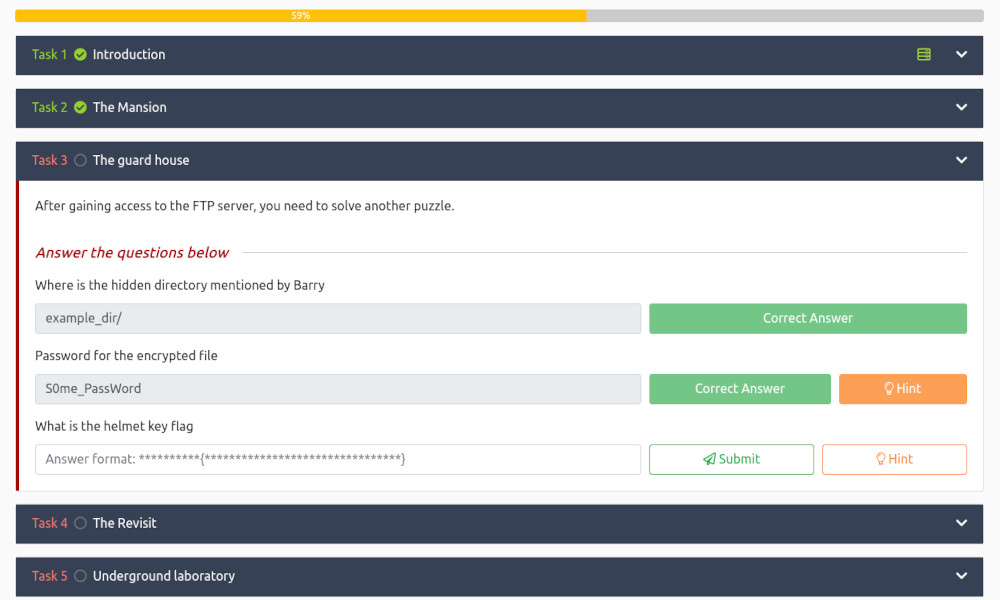 59%
Task 1 Introduction
Task 2 The Mansion
Task 3 The guard house
After gaining access to the FTP server, you need to solve another puzzle.
Answer the questions below
Where is the hidden directory mentioned by Barry
example_dir/ Correct Answer
Password for the encrypted file
S0me_PassWord Correct Answer Hint
What is the helmet key flag
Answer format: **********{********************************} Submit Hint
Task 4 The Revisit
Task 5 Underground laboratory